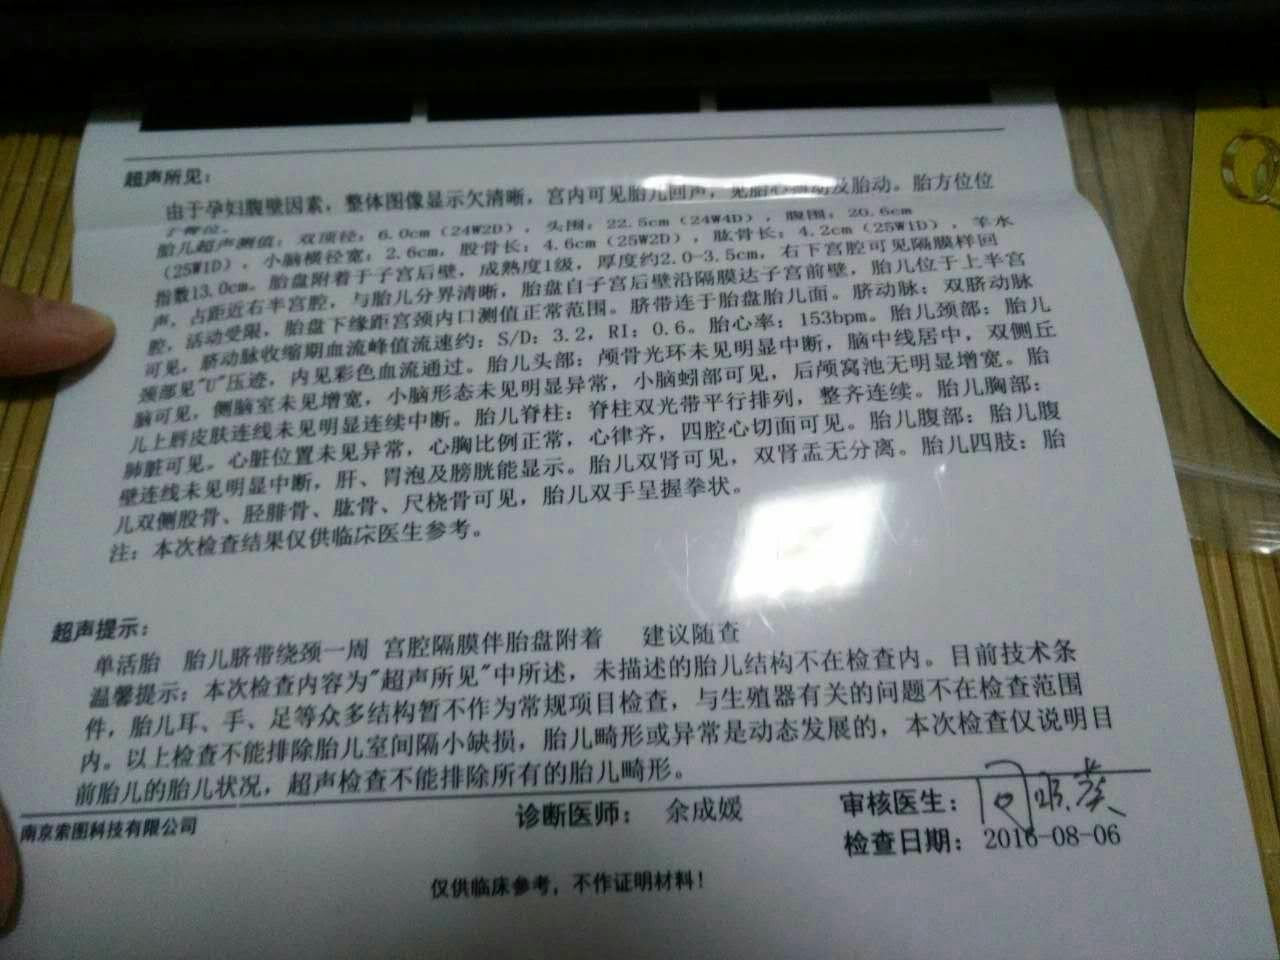 超声所见：
由于孕妇腹壁因素，整体图像显示欠清晰，宫内可见胎儿回声，见胎心搏动及胎动。胎方位位
于臀位。
胎儿超声测值：双顶径：6.0cm（24W2D），头围：22.5cm（24W4D），腹围：20.6cm
（25W1D），小脑横径宽：2.6cm，股骨长：4.6cm（25W2D），肱骨长：4.2cm（25W1D），羊水
指数13.0cm。胎盘附着于子宫后壁，成熟度1级，厚度约2.0-3.5cm，右下宫腔可见隔膜样回
声，占距近右半宫腔，与胎儿分界清晰，胎盘自子宫后壁沿隔膜达子宫前壁，胎儿位于上半宫
腔，活动受限，胎盘下缘距宫颈内口测值正常范围。脐带连于胎盘胎儿面。脐动脉：双脐动脉
可见，脐动脉收缩期血流峰值流速约：S/D：3.2，RI：0.6。胎心率：153bpm。胎儿颈部：胎儿
颈部见"U"压迹，内见彩色血流通过。胎儿头部：颅骨光环未见明显中断，脑中线居中，双侧丘
脑可见，侧脑室未见增宽，小脑形态未见明显异常，小脑蚓部可见，后颅窝池无明显增宽。胎
儿上唇皮肤连线未见明显连续中断。胎儿脊柱：脊柱双光带平行排列，整齐连续。胎儿胸部：
肺脏可见。心脏位置未见异常，心胸比例正常，心律齐，四腔心切面可见。胎儿腹部：胎儿腹
壁连线未见明显中断，肝、胃泡及膀胱能显示。胎儿双肾可见，双肾盂无分离。胎儿四肢：胎
儿双侧股骨、胫腓骨、肱骨、尺桡骨可见，胎儿双手呈握拳状。
注：本次检查结果仅供临床医生参考。
超声提示：
单活胎 胎儿脐带绕颈一周 宫腔隔膜伴胎盘附着 建议随查
温馨提示：本次检查内容为"超声所见"中所述，未描述的胎儿结构不在检查内。目前技术条
件，胎儿耳、手、足等众多结构暂不作为常规项目检查，与生殖器有关的问题不在检查范围
内。以上检查不能排除胎儿室间隔小缺损，胎儿畸形或异常是动态发展的，本次检查仅说明目
前胎儿的胎儿状况，超声检查不能排除所有的胎儿畸形。
南京索图科技有限公司 诊断医师： 余成媛 审核医生：
检查日期：2016-08-06
仅供临床参考，不作证明材料！